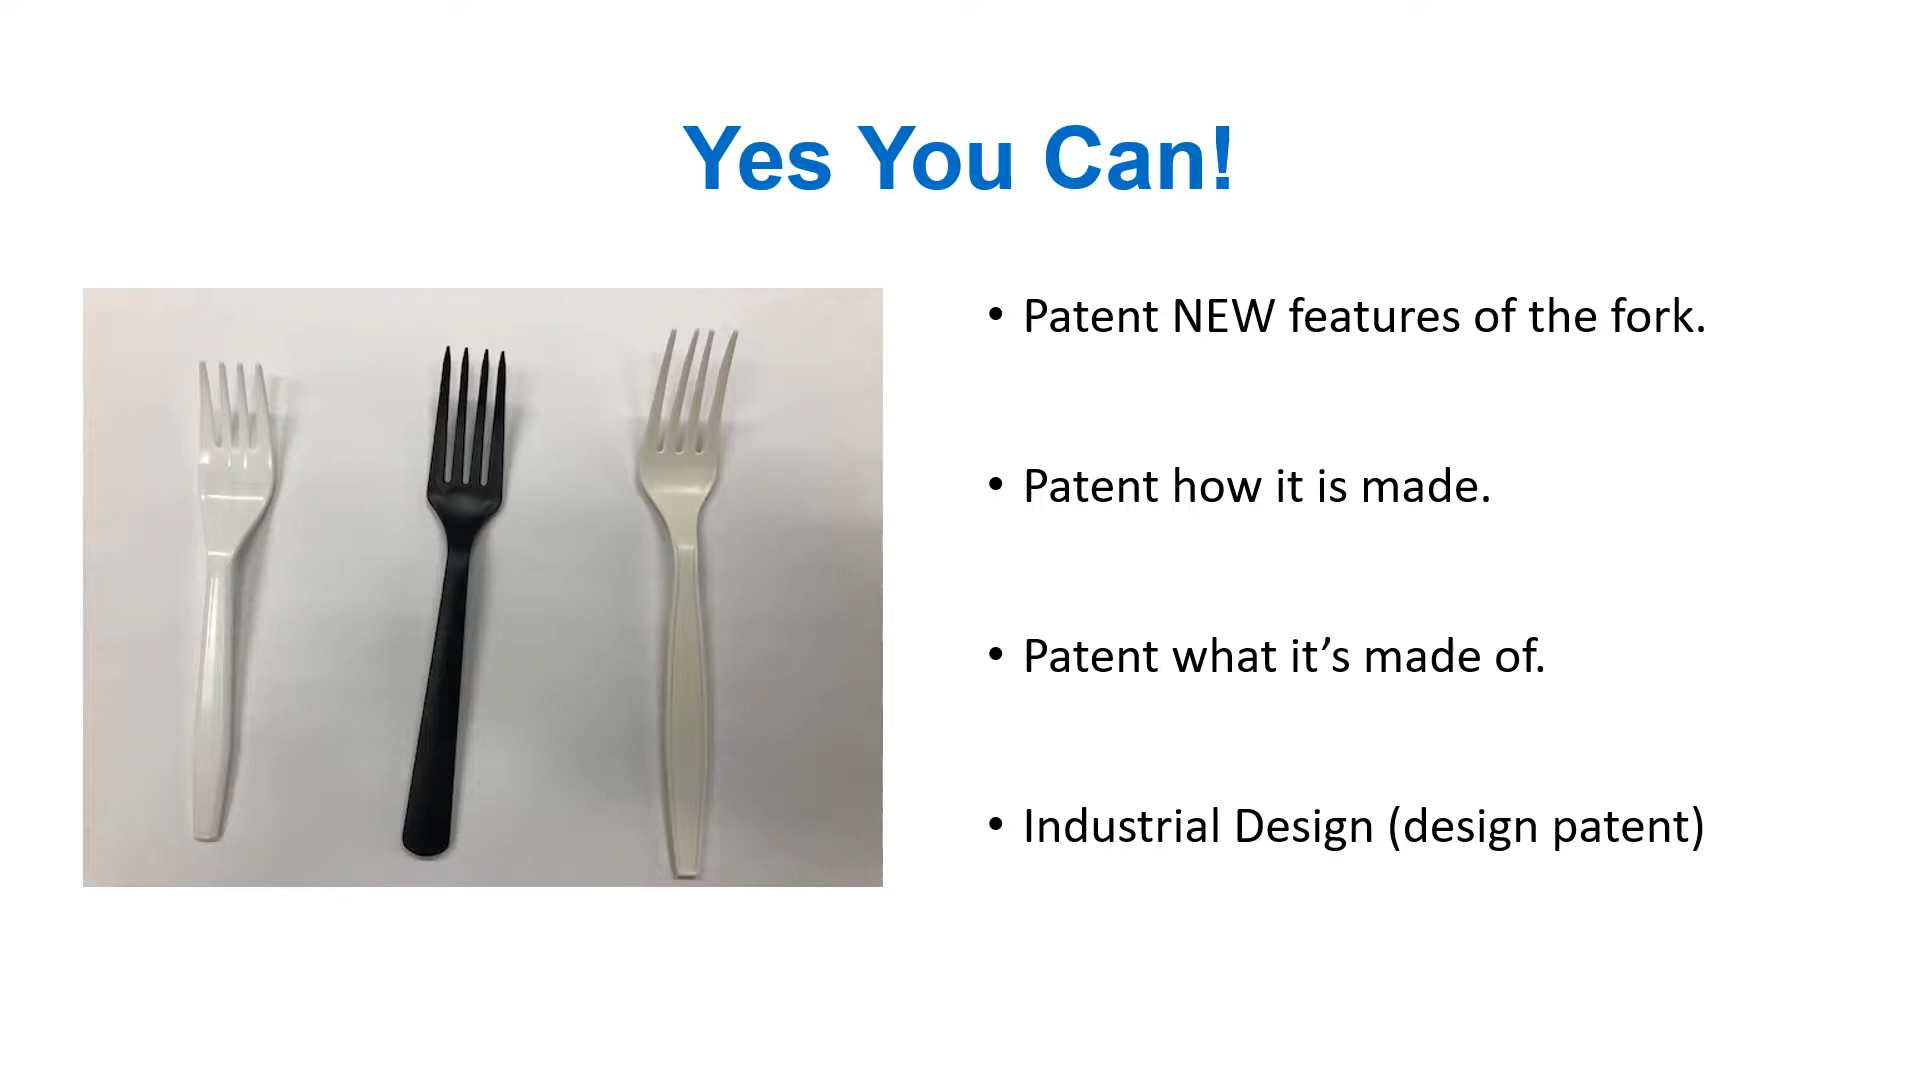 Yes You Can!
• Patent NEW features of the fork.
• Patent how it is made.
• Patent what it’s made of.
• Industrial Design (design patent)